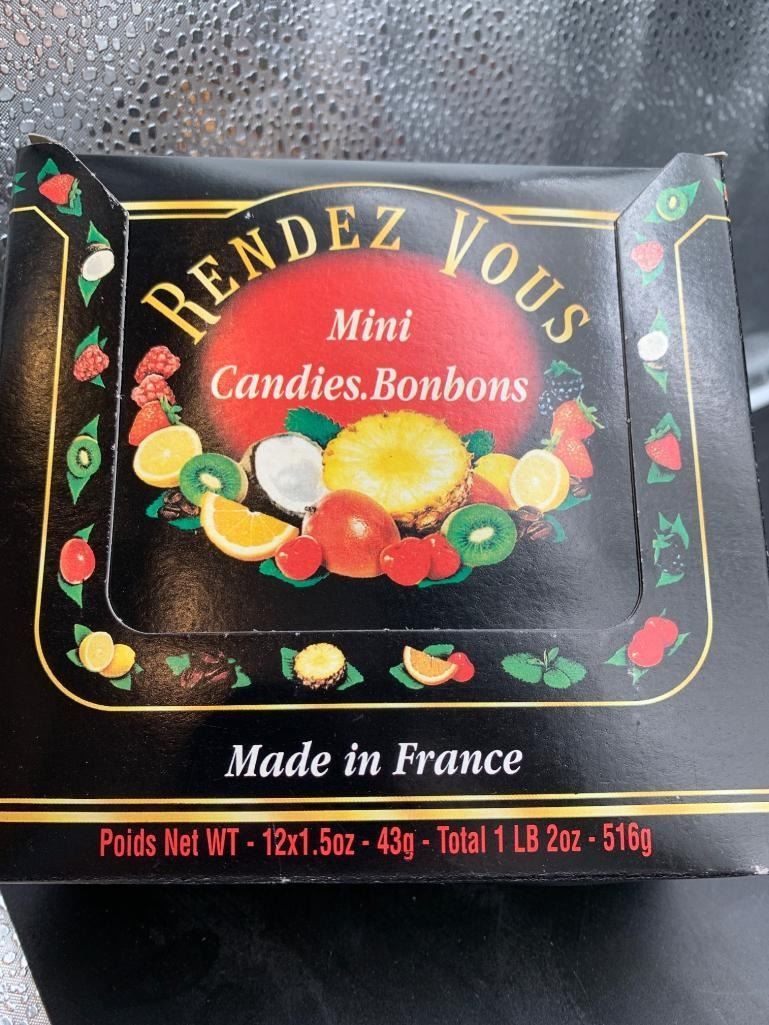 RENDEZ VOUS
Mini
Candies.Bonbons
Made in France
Poids Net WT - 12x1.5oz - 43g - Total 1 LB 2oz - 516g